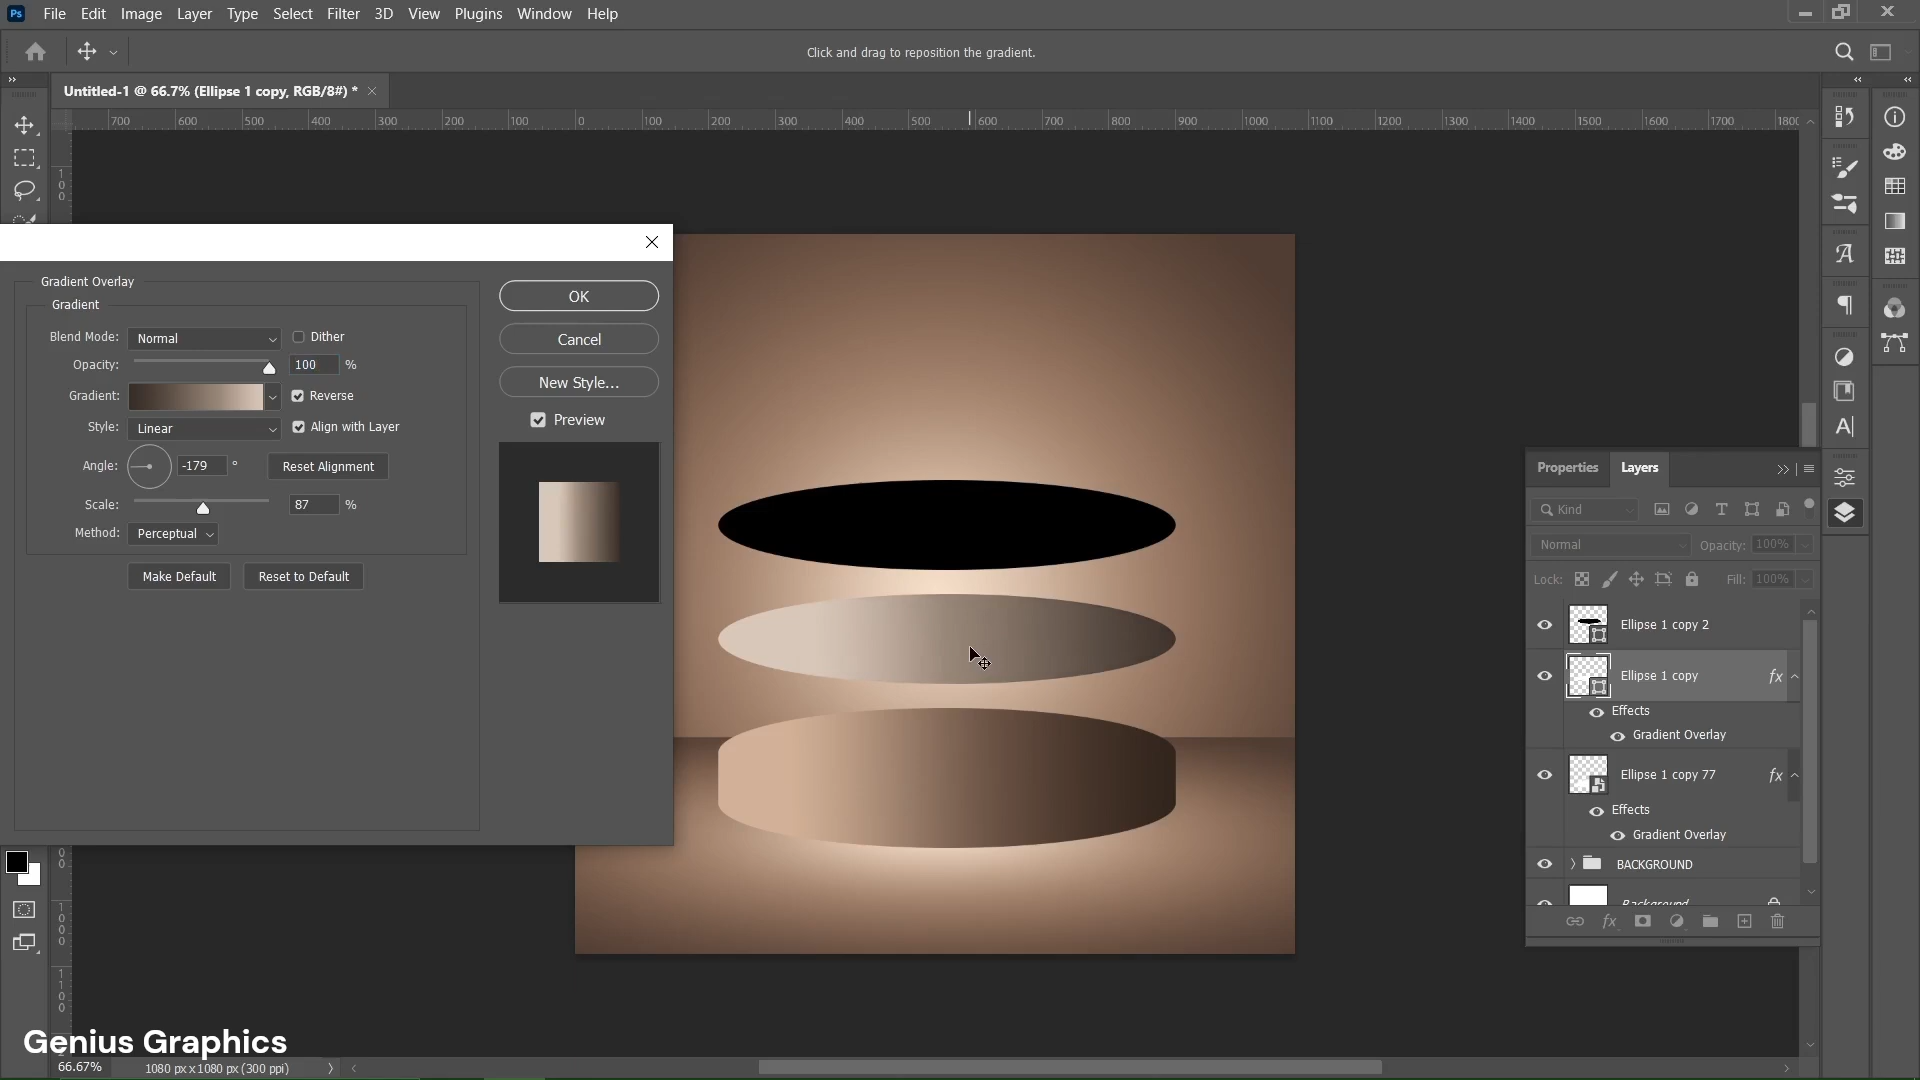 Ps File Edit Image Layer Type Select Filter 3D View Plugins Window Help
Click and drag to reposition the gradient.
Untitled-1 @ 66.7% (Ellipse 1 copy, RGB/8#) *
700 600 500 400 300 200 100 0 100 200 300 400 500 600 700 800 900 1000 1100 1200 1300 1400 1500 1600 1700 1800
100
Gradient Overlay
Gradient
OK
Blend Mode: Normal Dither
Cancel
Opacity: 100 %
New Style...
Gradient: Reverse
Preview
Style: Linear Align with Layer
Angle: -179 ° Reset Alignment
Scale: 87 %
Method: Perceptual
Make Default Reset to Default
Properties Layers
Kind
Normal Opacity: 100%
Lock: Fill: 100%
Ellipse 1 copy 2
Ellipse 1 copy fx
Effects
Gradient Overlay
Ellipse 1 copy 77 fx
Effects
Gradient Overlay
BACKGROUND
Background
fx
1000
1100
Genius Graphics
66.67% 1080 px x 1080 px (300 ppi)